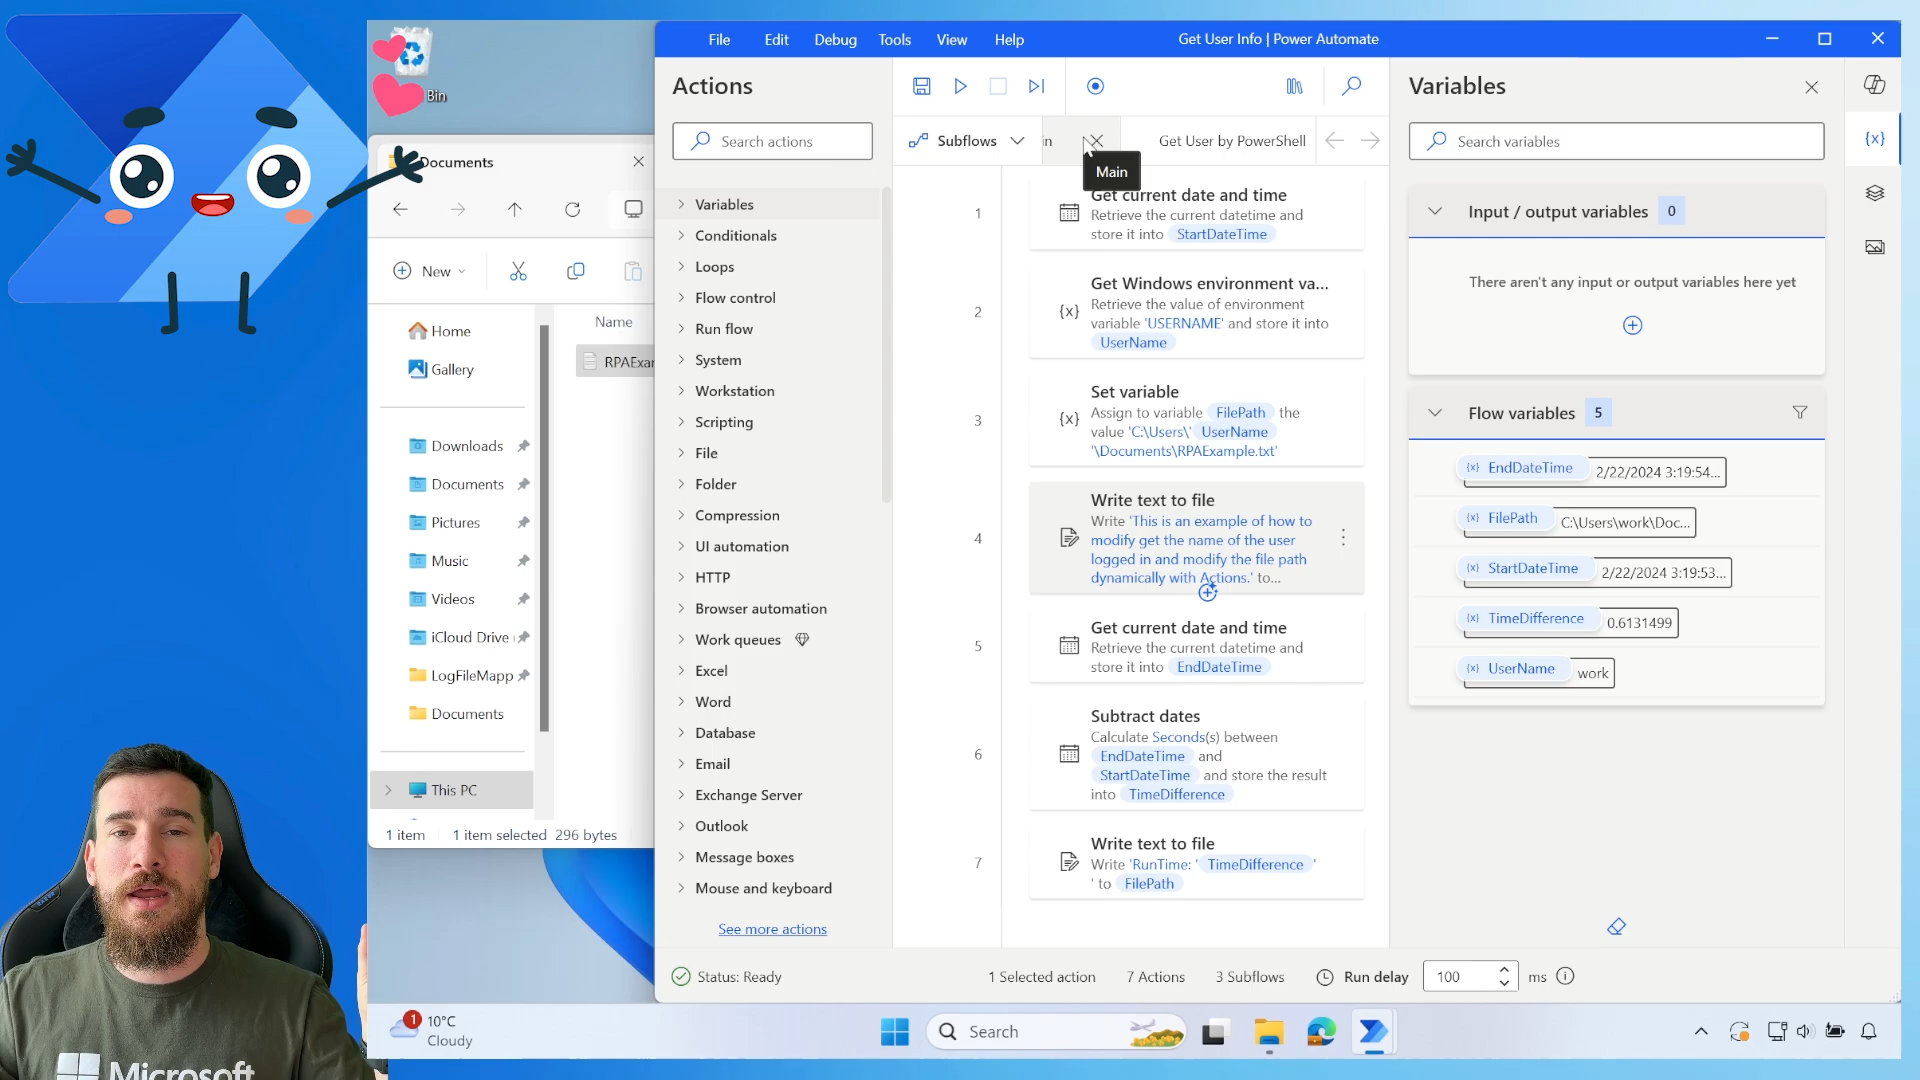 Bin
Documents
New
Home
Gallery
Downloads
Documents
Pictures
Music
Videos
iCloud Drive
LogFileMapp
Documents
This PC
Name
RPAExar
1 item
1 item selected
296 bytes
File
Edit
Debug
Tools
View
Help
Get User Info | Power Automate
Actions
Search actions
Variables
Conditionals
Loops
Flow control
Run flow
System
Workstation
Scripting
File
Folder
Compression
UI automation
HTTP
Browser automation
Work queues
Excel
Word
Database
Email
Exchange Server
Outlook
Message boxes
Mouse and keyboard
See more actions
Subflows
in
Main
Get User by PowerShell
1
Get current date and time
Retrieve the current datetime and
store it into StartDateTime
2
Get Windows environment va...
{x}
Retrieve the value of environment
variable 'USERNAME' and store it into
UserName
3
Set variable
{x}
Assign to variable FilePath the
value 'C:\Users\' UserName
'\Documents\RPAExample.txt'
4
Write text to file
Write 'This is an example of how to
modify get the name of the user
logged in and modify the file path
dynamically with Actions.' to...
5
Get current date and time
Retrieve the current datetime and
store it into EndDateTime
6
Subtract dates
Calculate Seconds(s) between
EndDateTime and
StartDateTime and store the result
into TimeDifference
7
Write text to file
Write 'RunTime: ' TimeDifference '
' to FilePath
Variables
{x}
Search variables
Input / output variables 0
There aren't any input or output variables here yet
Flow variables 5
{x} EndDateTime 2/22/2024 3:19:54...
{x} FilePath C:\Users\work\Doc...
{x} StartDateTime 2/22/2024 3:19:53...
{x} TimeDifference 0.6131499
{x} UserName work
Status: Ready
1 Selected action
7 Actions
3 Subflows
Run delay
100
ms
1
10°C
Cloudy
Search
Microsoft